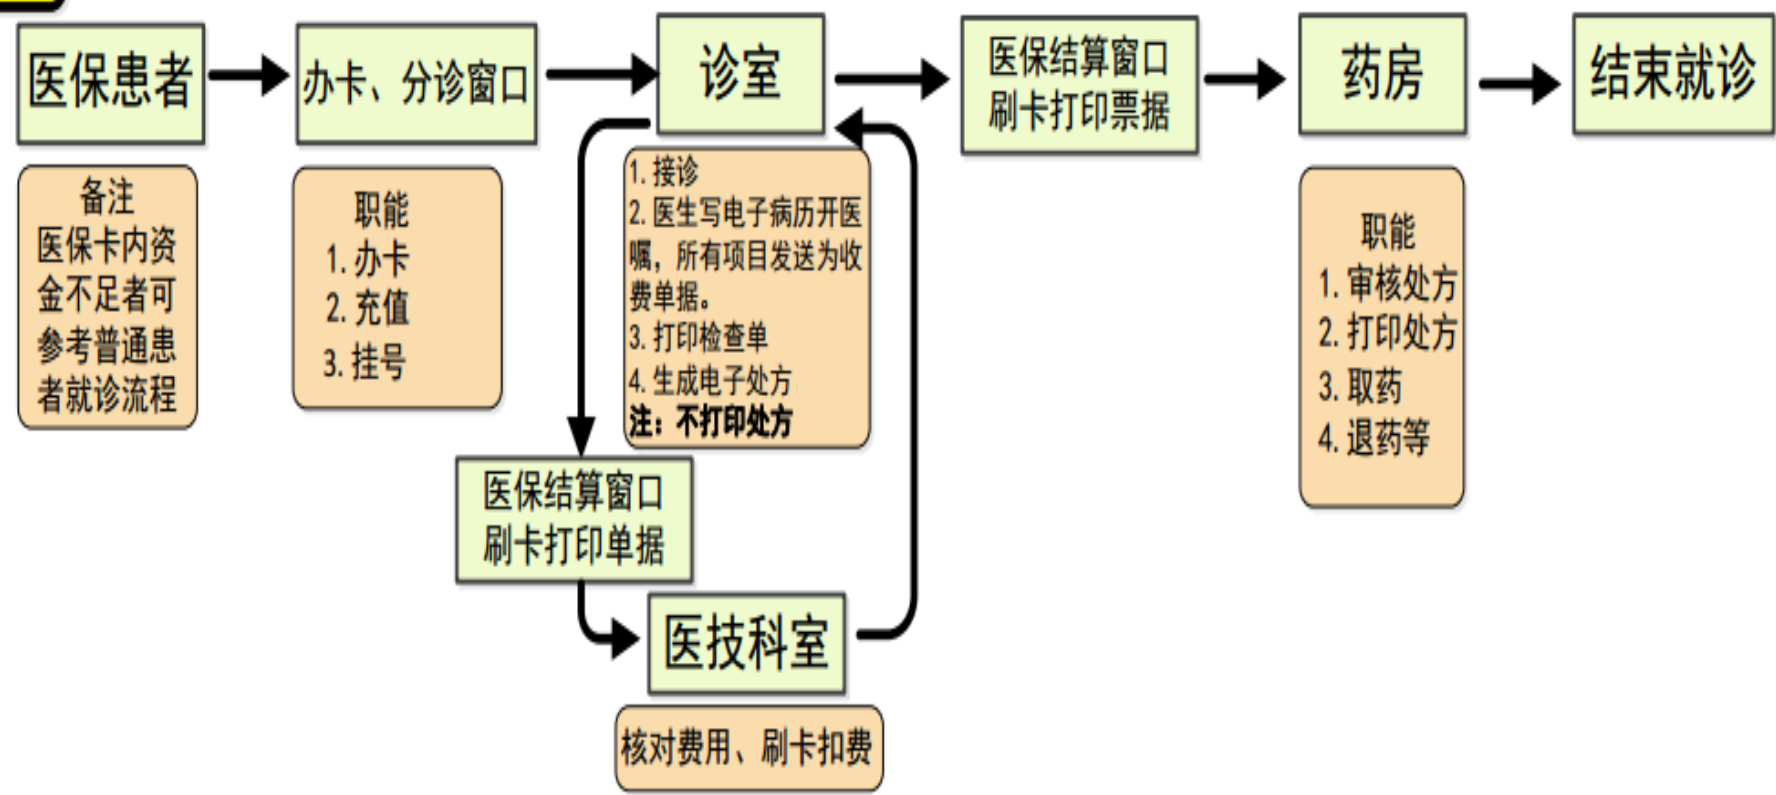 医保患者
办卡、分诊窗口
诊室
医保结算窗口
刷卡打印票据
药房
结束就诊
备注
医保卡内资
金不足者可
参考普通患
者就诊流程
职能
1. 办卡
2. 充值
3. 挂号
1. 接诊
2. 医生写电子病历开医
嘱，所有项目发送为收
费单据。
3. 打印检查单
4. 生成电子处方
注：不打印处方
职能
1. 审核处方
2. 打印处方
3. 取药
4. 退药等
医保结算窗口
刷卡打印单据
医技科室
核对费用、刷卡扣费